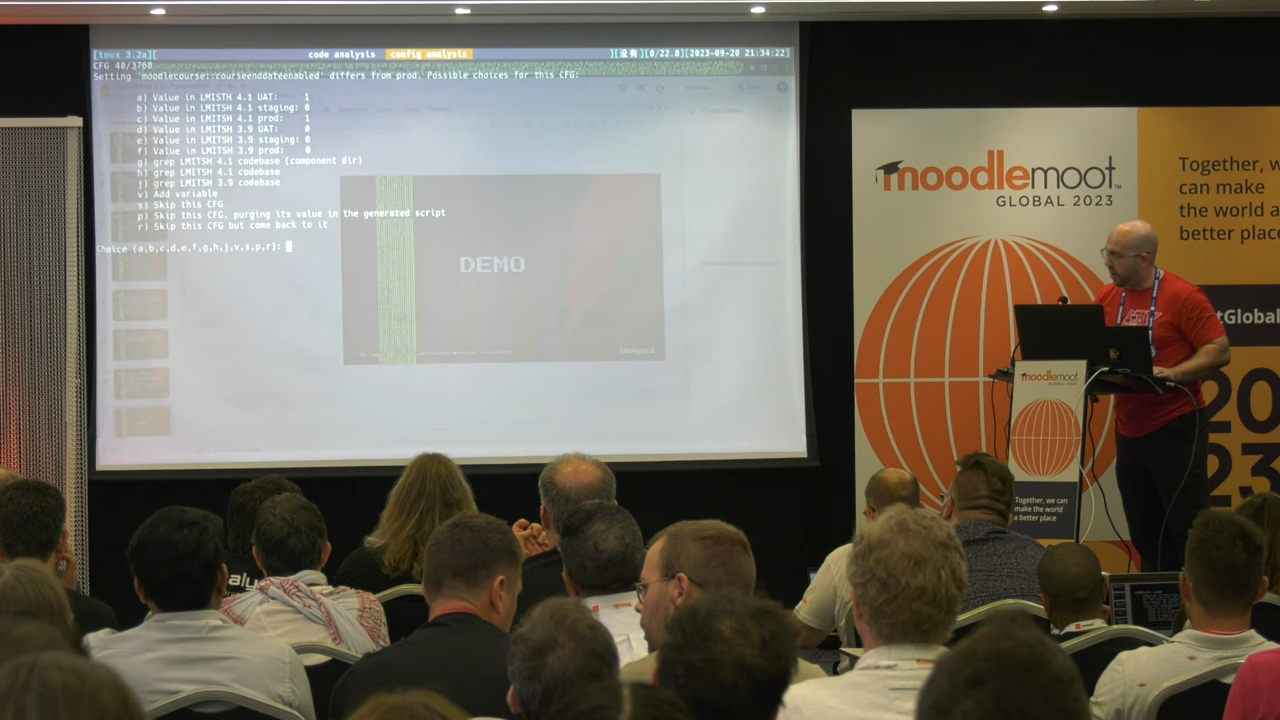 [tmux 3.2a][ code analysis config analysis ][没有][0/22.8][2023-09-20 21:34:22]
CFG 40/3760
Setting 'moodlecourse::courseenddateenabled' differs from prod. Possible choices for this CFG:
a) Value in LMISTH 4.1 UAT: 1
b) Value in LMITSH 4.1 staging: 0
c) Value in LMITSH 4.1 prod: 1
d) Value in LMITSH 3.9 UAT: 0
e) Value in LMITSH 3.9 staging: 0
f) Value in LMITSH 3.9 prod: 0
g) grep LMITSH 4.1 codebase (component dir)
h) grep LMITSH 4.1 codebase
j) grep LMITSH 3.9 codebase
v) Add variable
s) Skip this CFG
p) Skip this CFG, purging its value in the generated script
r) Skip this CFG but come back to it
Choice (a,b,c,d,e,f,g,h,j,v,s,p,r):
DEMO
moodlemoot™
GLOBAL 2023
Together, w
can make
the world a
better place
tGlobal
20
23
moodlemoot
GLOBAL 2023
Together, we can
make the world
a better place
alu